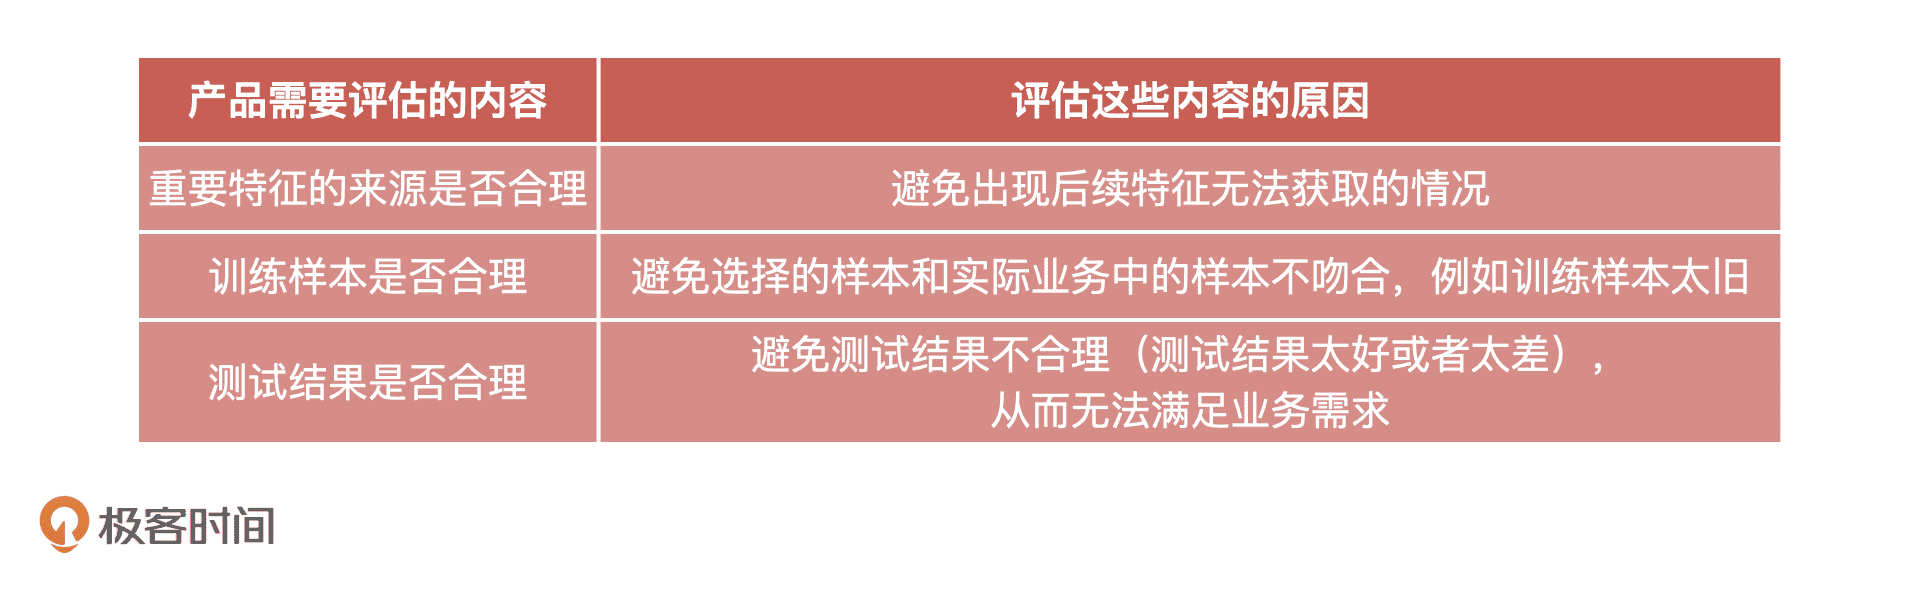 产品需要评估的内容
评估这些内容的原因
重要特征的来源是否合理
避免出现后续特征无法获取的情况
训练样本是否合理
避免选择的样本和实际业务中的样本不吻合，例如训练样本太旧
测试结果是否合理
避免测试结果不合理（测试结果太好或者太差），
从而无法满足业务需求
极客时间